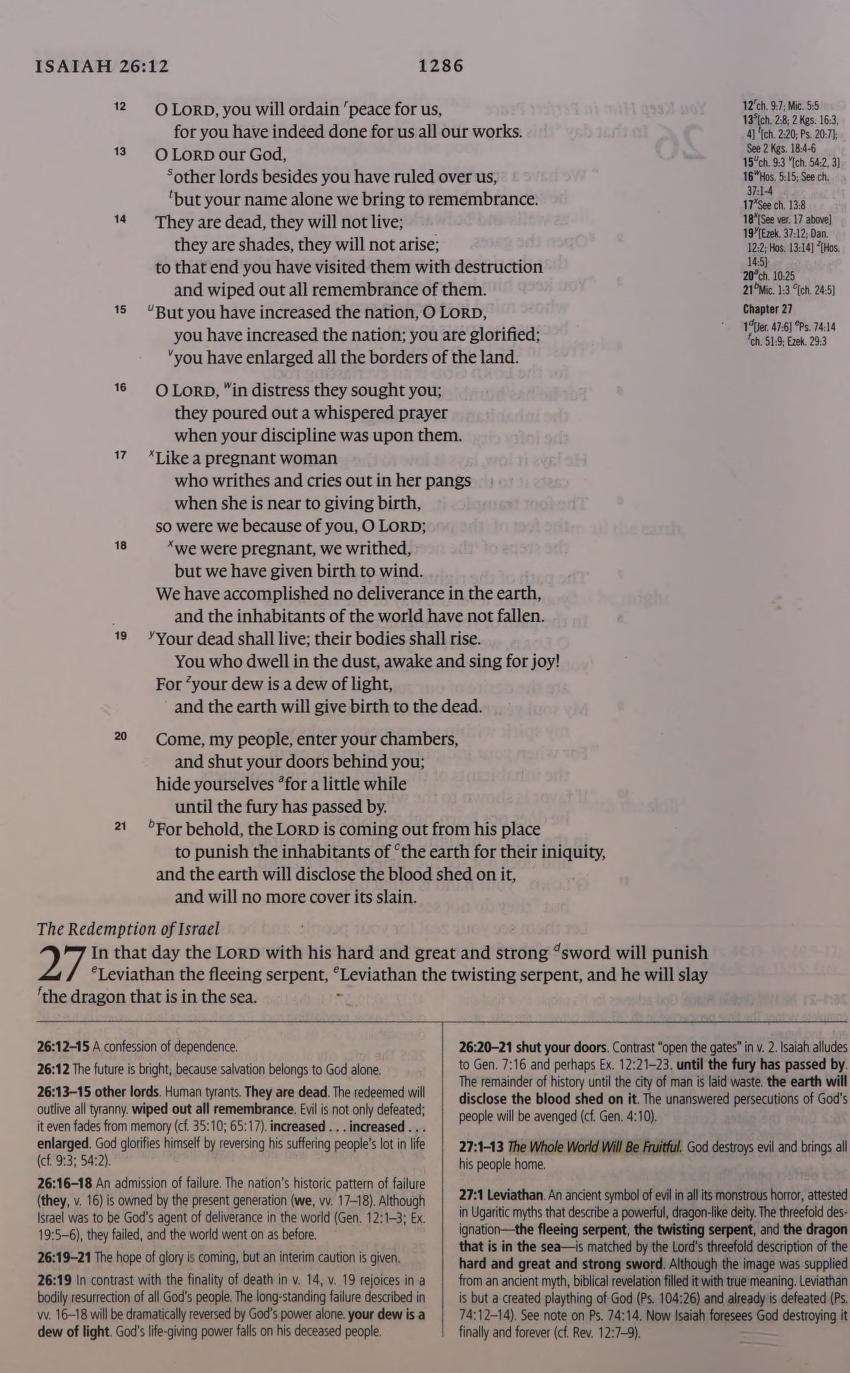 ISAIAH 26:12
1286
12 O LORD, you will ordain ʳpeace for us,
for you have indeed done for us all our works.
13 O LORD our God,
ˢother lords besides you have ruled over us,
ᵗbut your name alone we bring to remembrance.
14 They are dead, they will not live;
they are shades, they will not arise;
to that end you have visited them with destruction
and wiped out all remembrance of them.
15 ᵘBut you have increased the nation, O LORD,
you have increased the nation; you are glorified;
ᵛyou have enlarged all the borders of the land.
16 O LORD, ʷin distress they sought you;
they poured out a whispered prayer
when your discipline was upon them.
17 ˣLike a pregnant woman
who writhes and cries out in her pangs
when she is near to giving birth,
so were we because of you, O LORD;
18 ˣwe were pregnant, we writhed,
but we have given birth to wind.
We have accomplished no deliverance in the earth,
and the inhabitants of the world have not fallen.
19 ʸYour dead shall live; their bodies shall rise.
You who dwell in the dust, awake and sing for joy!
For ᶻyour dew is a dew of light,
and the earth will give birth to the dead.
20 Come, my people, enter your chambers,
and shut your doors behind you;
hide yourselves ᵃfor a little while
until the fury has passed by.
21 ᵇFor behold, the LORD is coming out from his place
to punish the inhabitants of ᶜthe earth for their iniquity,
and the earth will disclose the blood shed on it,
and will no more cover its slain.
The Redemption of Israel
27 In that day the LORD with his hard and great and strong ᵈsword will punish
ᵉLeviathan the fleeing serpent, ᵉLeviathan the twisting serpent, and he will slay
ᶠthe dragon that is in the sea.
12ʳch. 9:7; Mic. 5:5
13ˢ[ch. 2:8; 2 Kgs. 16:3,
4] ᵗ[ch. 2:20; Ps. 20:7];
See 2 Kgs. 18:4-6
15ᵘch. 9:3 ᵛ[ch. 54:2, 3]
16ʷHos. 5:15; See ch.
37:1-4
17ˣSee ch. 13:8
18ˣ[See ver. 17 above]
19ʸ[Ezek. 37:12; Dan.
12:2; Hos. 13:14] ᶻ[Hos.
14:5]
20ᵃch. 10:25
21ᵇMic. 1:3 ᶜ[ch. 24:5]
Chapter 27
1ᵈ[Jer. 47:6] ᵉPs. 74:14
ᶠch. 51:9; Ezek. 29:3
26:12–15 A confession of dependence.
26:12 The future is bright, because salvation belongs to God alone.
26:13–15 other lords. Human tyrants. They are dead. The redeemed will
outlive all tyranny. wiped out all remembrance. Evil is not only defeated;
it even fades from memory (cf. 35:10; 65:17). increased . . . increased . . .
enlarged. God glorifies himself by reversing his suffering people's lot in life
(cf. 9:3; 54:2).
26:16–18 An admission of failure. The nation's historic pattern of failure
(they, v. 16) is owned by the present generation (we, vv. 17–18). Although
Israel was to be God's agent of deliverance in the world (Gen. 12:1–3; Ex.
19:5–6), they failed, and the world went on as before.
26:19–21 The hope of glory is coming, but an interim caution is given.
26:19 In contrast with the finality of death in v. 14, v. 19 rejoices in a
bodily resurrection of all God's people. The long-standing failure described in
vv. 16–18 will be dramatically reversed by God's power alone. your dew is a
dew of light. God's life-giving power falls on his deceased people.
26:20–21 shut your doors. Contrast "open the gates" in v. 2. Isaiah alludes
to Gen. 7:16 and perhaps Ex. 12:21–23. until the fury has passed by.
The remainder of history until the city of man is laid waste. the earth will
disclose the blood shed on it. The unanswered persecutions of God's
people will be avenged (cf. Gen. 4:10).
27:1–13 The Whole World Will Be Fruitful. God destroys evil and brings all
his people home.
27:1 Leviathan. An ancient symbol of evil in all its monstrous horror, attested
in Ugaritic myths that describe a powerful, dragon-like deity. The threefold des-
ignation—the fleeing serpent, the twisting serpent, and the dragon
that is in the sea—is matched by the Lord's threefold description of the
hard and great and strong sword. Although the image was supplied
from an ancient myth, biblical revelation filled it with true meaning. Leviathan
is but a created plaything of God (Ps. 104:26) and already is defeated (Ps.
74:12–14). See note on Ps. 74:14. Now Isaiah foresees God destroying it
finally and forever (cf. Rev. 12:7–9).